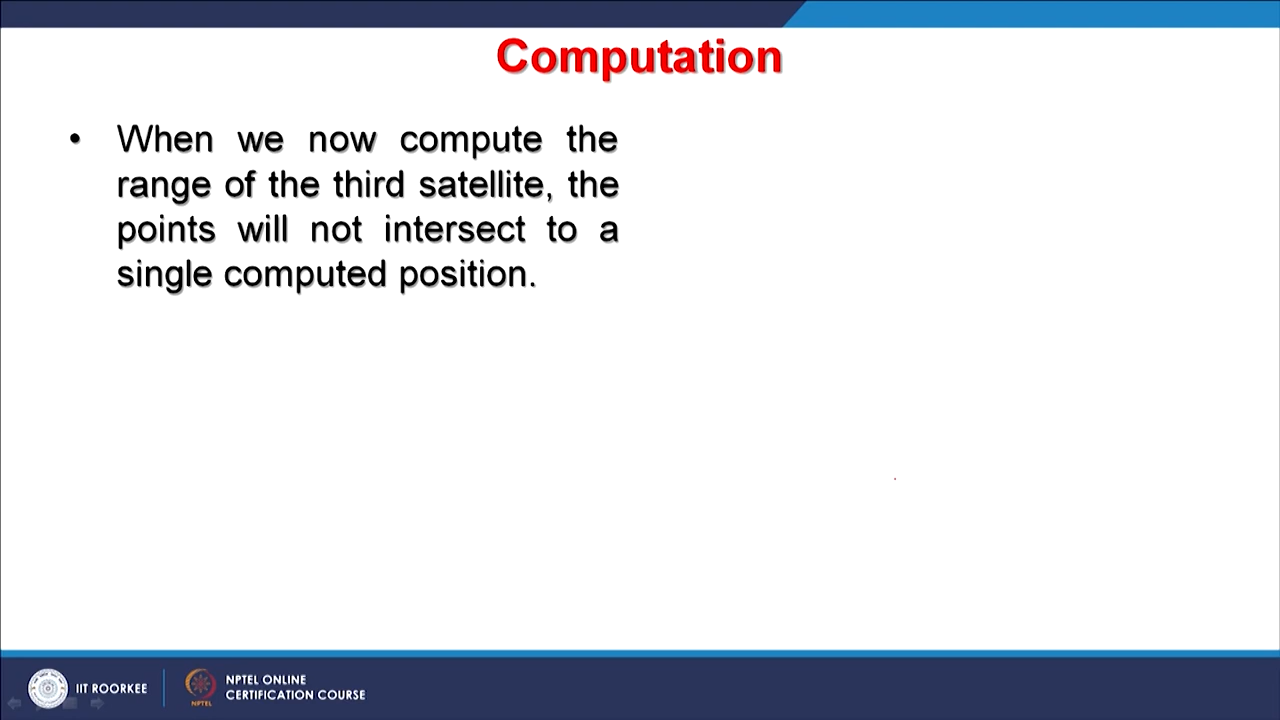 Computation
• When we now compute the
range of the third satellite, the
points will not intersect to a
single computed position.
IIT ROORKEE
NPTEL ONLINE
CERTIFICATION COURSE
NPTEL